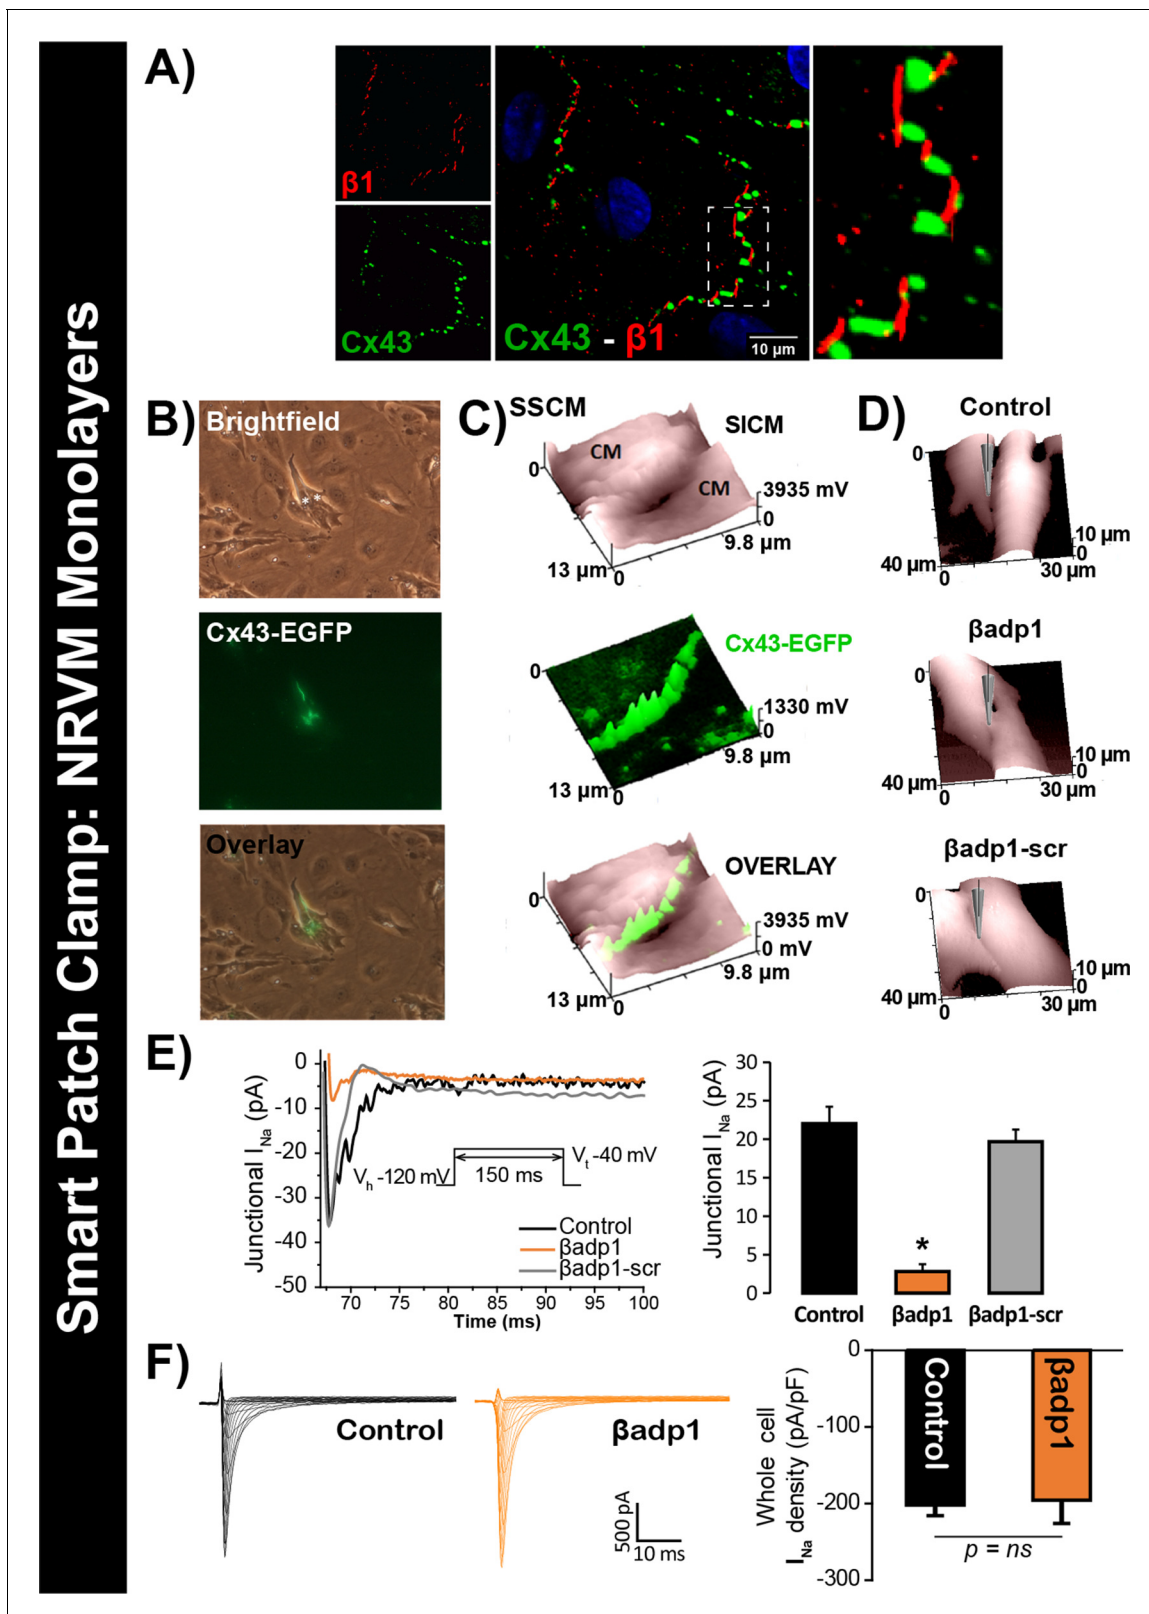 Smart Patch Clamp: NRVM Monolayers
A)
β1
Cx43
Cx43 - β1
10 µm
B)
Brightfield
* *
Cx43-EGFP
Overlay
C)
SSCM
SICM
CM
CM
0
3935 mV
0
9.8 µm
13 µm
0
Cx43-EGFP
0
1330 mV
0
9.8 µm
13 µm
0
OVERLAY
0
3935 mV
0 mV
9.8 µm
13 µm
0
D)
Control
0
10 µm
0
40 µm
30 µm
0
βadp1
0
10 µm
0
40 µm
30 µm
0
βadp1-scr
0
10 µm
0
40 µm
30 µm
0
E)
Junctional INa (pA)
0
-10
-20
-30
-40
-50
70 75 80 85 90 95 100
Time (ms)
Vh -120 mV
150 ms
Vt -40 mV
Control
βadp1
βadp1-scr
Junctional INa (pA)
30
25
20
15
10
5
0
*
Control βadp1 βadp1-scr
F)
Control
βadp1
500 pA
10 ms
Whole cell
INa density (pA/pF)
0
-100
-200
-300
Control
βadp1
p = ns